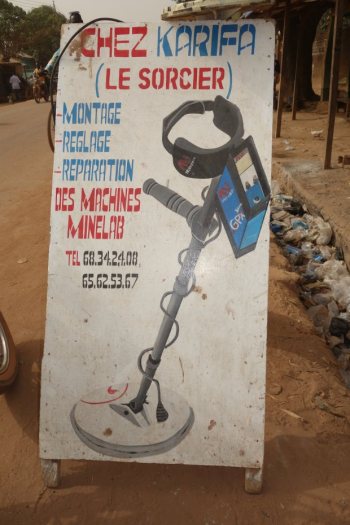 CHEZ KARIFA
(LE SORCIER)
-MONTAGE
-REGLAGE
-REPARATION
DES MACHINES
MINELAB
TEL 68.34.24.08
65.62.53.67
GPX